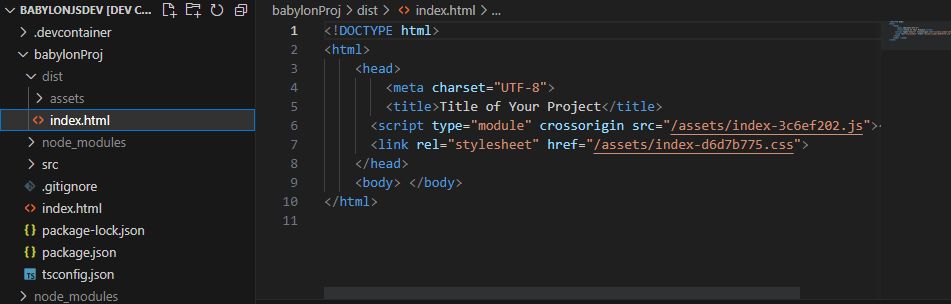 BABYLONJSDEV [DEV C...
.devcontainer
babylonProj
dist
assets
<> index.html
node_modules
src
.gitignore
<> index.html
{} package-lock.json
{} package.json
TS tsconfig.json
node_modules
babylonProj > dist > <> index.html > ...
1 <!DOCTYPE html>
2 <html>
3 <head>
4 <meta charset="UTF-8">
5 <title>Title of Your Project</title>
6 <script type="module" crossorigin src="/assets/index-3c6ef202.js"><
7 <link rel="stylesheet" href="/assets/index-d6d7b775.css">
8 </head>
9 <body> </body>
10 </html>
11